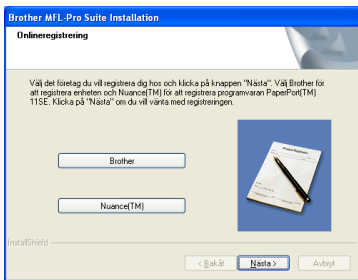 Brother MFL-Pro Suite Installation
Onlineregistrering
Välj det företag du vill registrera dig hos och klicka på knappen "Nästa". Välj Brother för
att registrera enheten och Nuance(TM) för att registrera programvaran PaperPort(TM)
11SE. Klicka på "Nästa" om du vill vänta med registreringen.
Brother
Nuance(TM)
InstallShield
< Bakåt Nästa > Avbryt